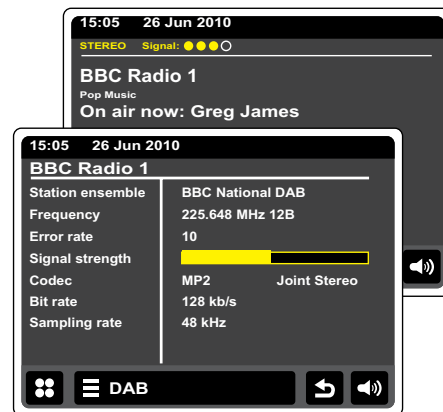 15:05 26 Jun 2010
STEREO Signal:
BBC Radio 1
Pop Music
On air now: Greg James
15:05 26 Jun 2010
BBC Radio 1
Station ensemble BBC National DAB
Frequency 225.648 MHz 12B
Error rate 10
Signal strength
Codec MP2 Joint Stereo
Bit rate 128 kb/s
Sampling rate 48 kHz
DAB